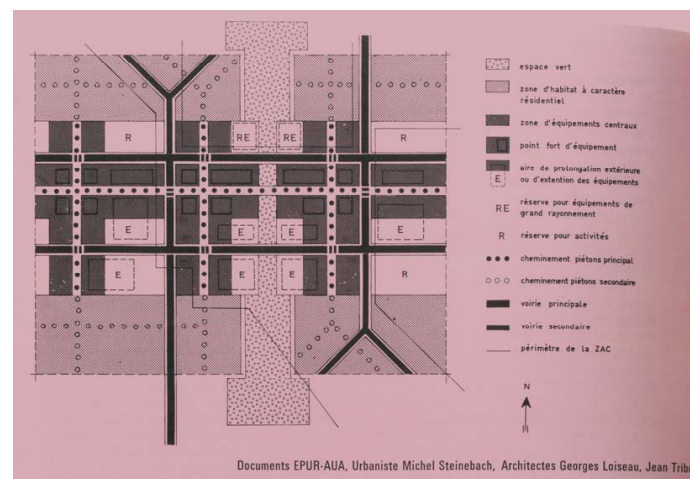 R
RE
RE
R
E
E
E
E
E
E
E
R
espace vert
zone d'habitat à caractère
résidentiel
zone d'équipements centraux
point fort d'équipement
aire de prolongation extérieure
ou d'extention des équipements
E
RE
réserve pour équipements de
grand rayonnement
R
réserve pour activités
cheminement piétons principal
cheminement piétons secondaire
voirie principale
voirie secondaire
périmètre de la ZAC
N
Documents EPUR-AUA, Urbaniste Michel Steinebach, Architectes Georges Loiseau, Jean Trib